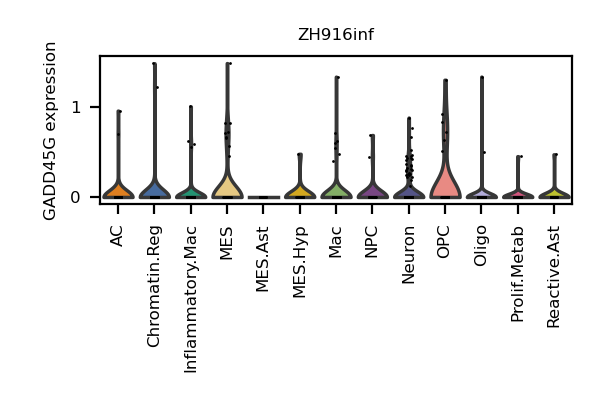 ZH916inf
GADD45G expression
1
0
AC
Chromatin.Reg
Inflammatory.Mac
MES
MES.Ast
MES.Hyp
Mac
NPC
Neuron
OPC
Oligo
Prolif.Metab
Reactive.Ast